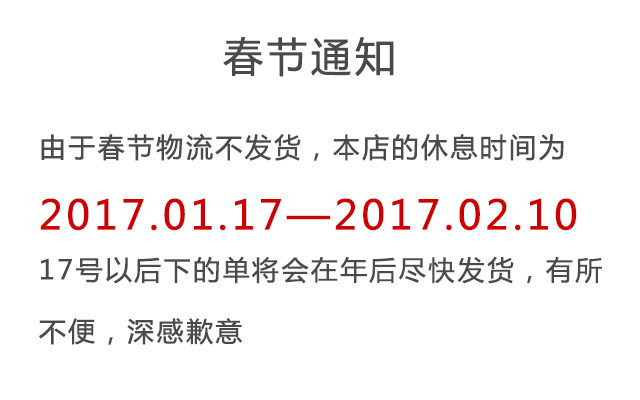 春节通知
由于春节物流不发货，本店的休息时间为
2017.01.17—2017.02.10
17号以后下的单将会在年后尽快发货，有所
不便，深感歉意